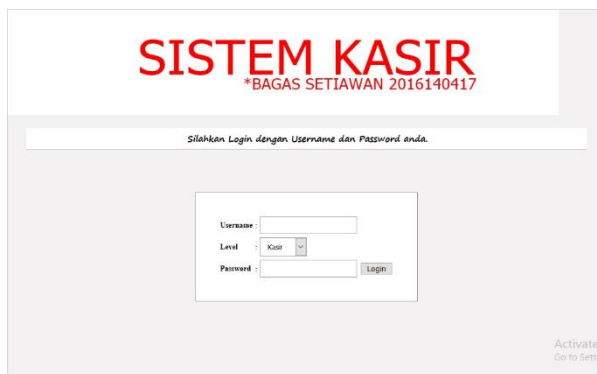 SISTEM KASIR
*BAGAS SETIAWAN 2016140417
Silahkan Login dengan Username dan Password anda.
Username :
Level : Kasir
Password : Login
Activate
Go to Sett